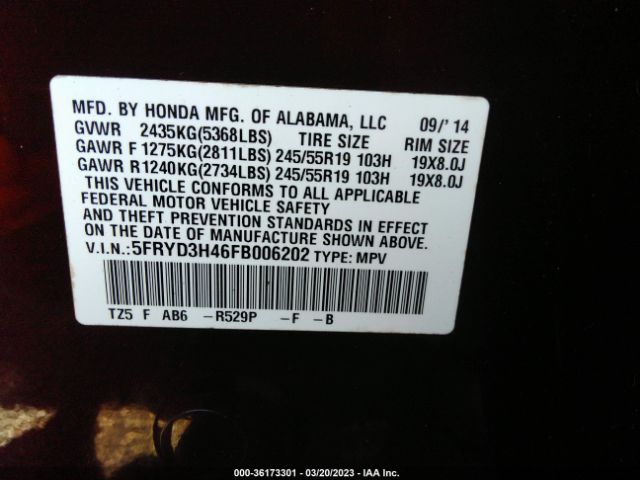 MFD. BY HONDA MFG. OF ALABAMA, LLC 09/' 14
GVWR 2435KG(5368LBS) TIRE SIZE RIM SIZE
GAWR F 1275KG(2811LBS) 245/55R19 103H 19X8.0J
GAWR R1240KG(2734LBS) 245/55R19 103H 19X8.0J
THIS VEHICLE CONFORMS TO ALL APPLICABLE
FEDERAL MOTOR VEHICLE SAFETY
AND THEFT PREVENTION STANDARDS IN EFFECT
ON THE DATE OF MANUFACTURE SHOWN ABOVE.
V.I.N.:5FRYD3H46FB006202 TYPE: MPV
TZ5 F AB6 -R529P -F -B
000-36173301 - 03/20/2023 - IAA Inc.